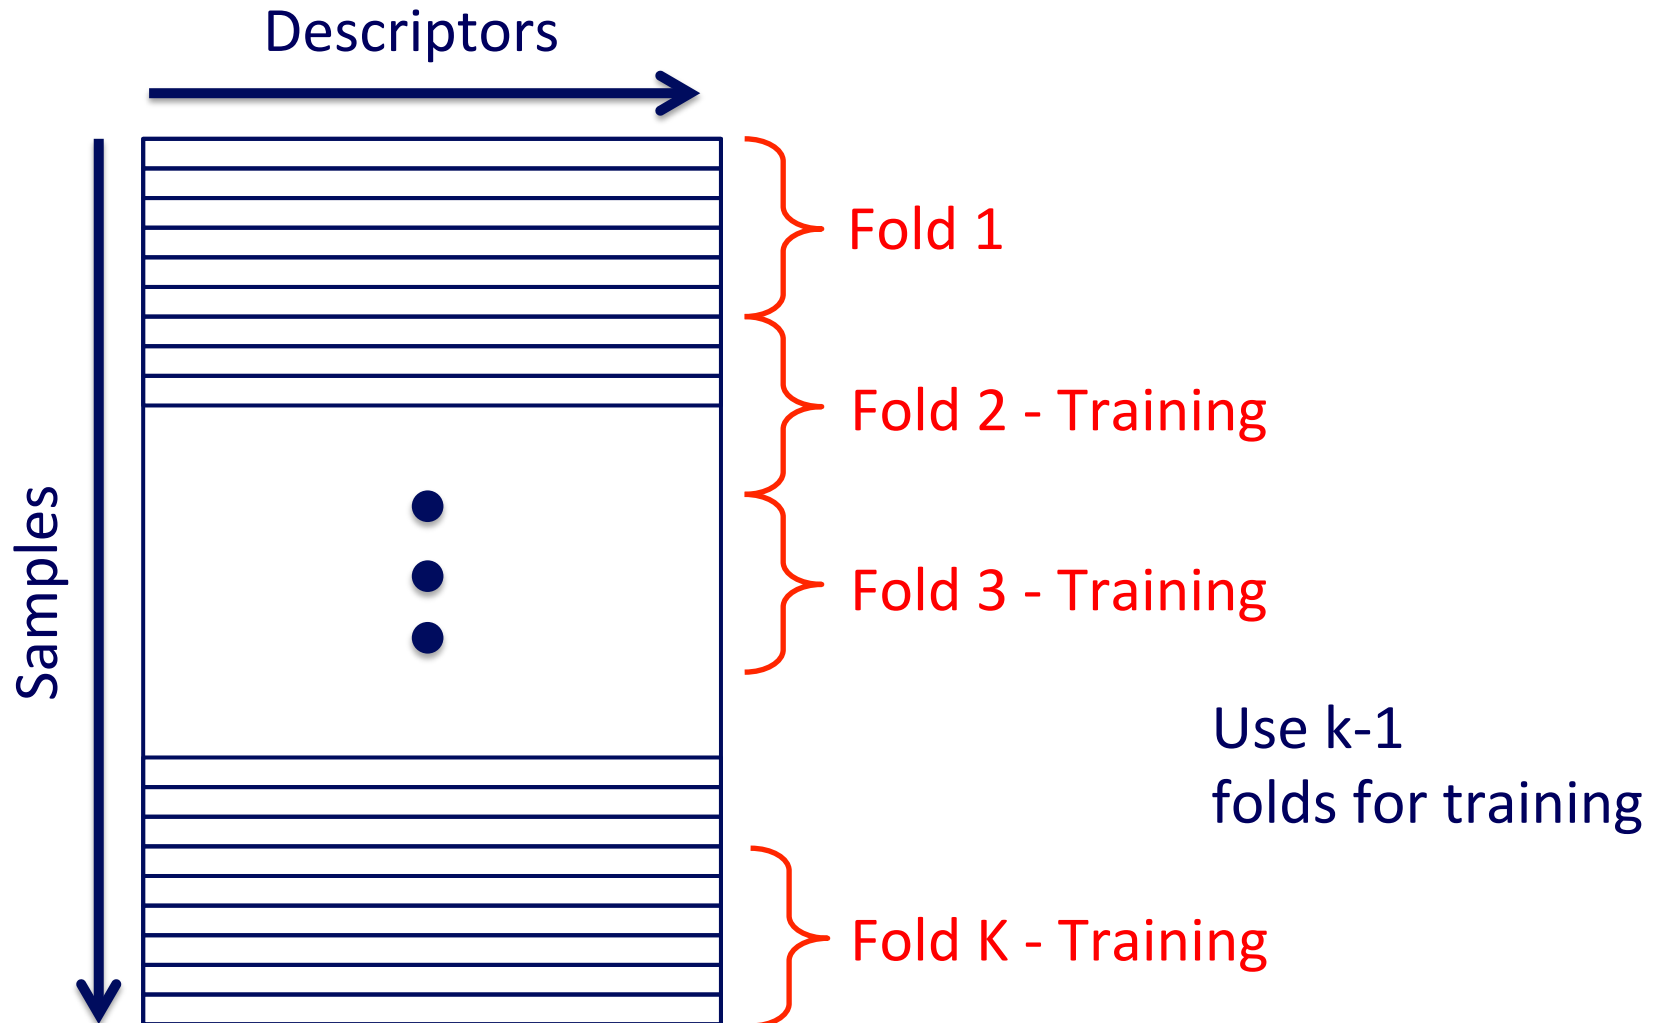 Descriptors
Samples
Fold 1
Fold 2 - Training
Fold 3 - Training
Use k-1
folds for training
Fold K - Training